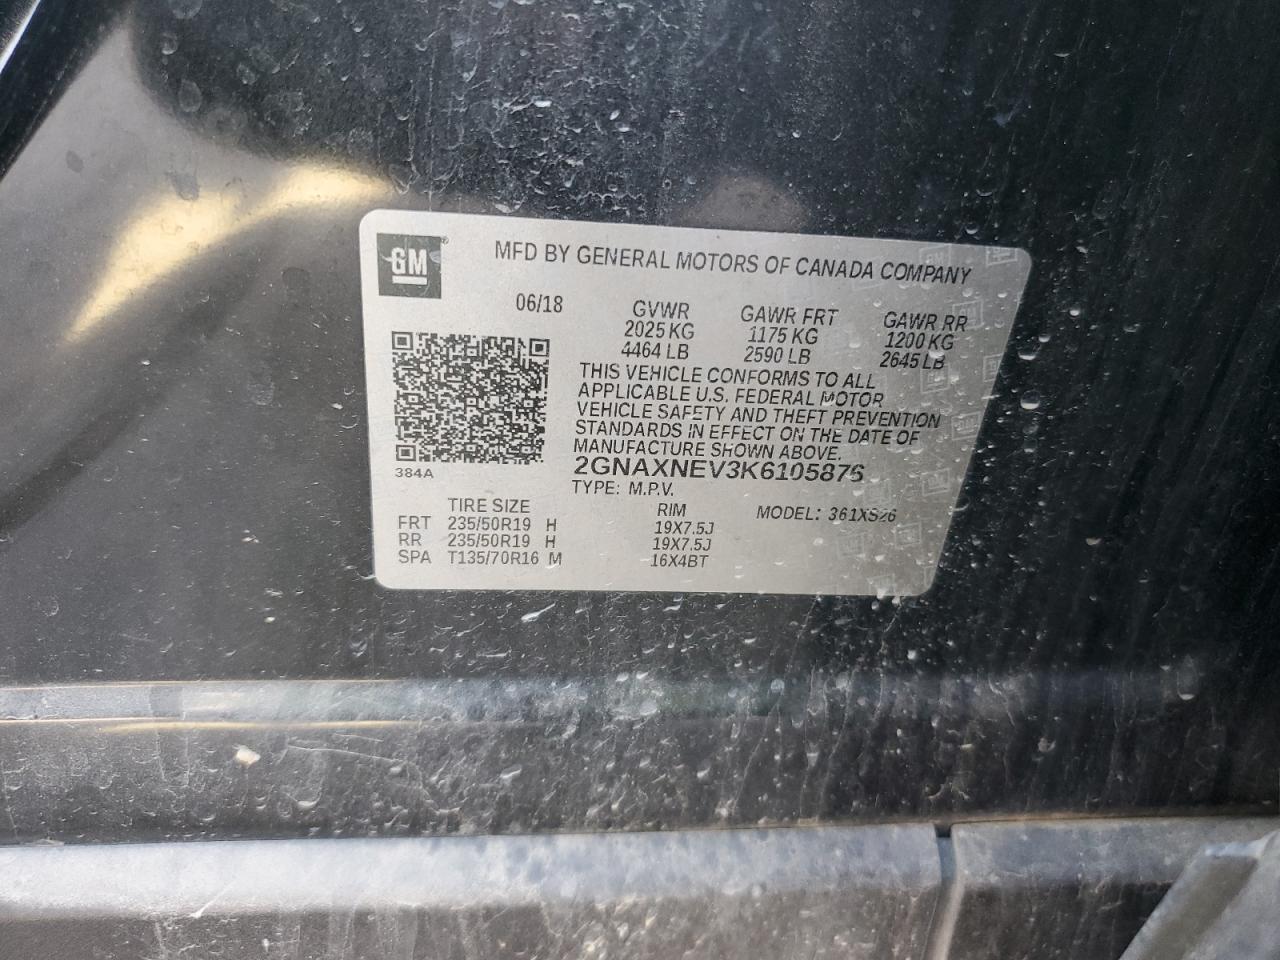 GM
MFD BY GENERAL MOTORS OF CANADA COMPANY
06/18 GVWR GAWR FRT GAWR RR
2025 KG 1175 KG 1200 KG
4464 LB 2590 LB 2645 LB
THIS VEHICLE CONFORMS TO ALL
APPLICABLE U.S. FEDERAL MOTOR
VEHICLE SAFETY AND THEFT PREVENTION
STANDARDS IN EFFECT ON THE DATE OF
MANUFACTURE SHOWN ABOVE.
384A 2GNAXNEV3K6105876
TYPE: M.P.V.
TIRE SIZE RIM MODEL: 361XS26
FRT 235/50R19 H 19X7.5J
RR 235/50R19 H 19X7.5J
SPA T135/70R16 M 16X4BT